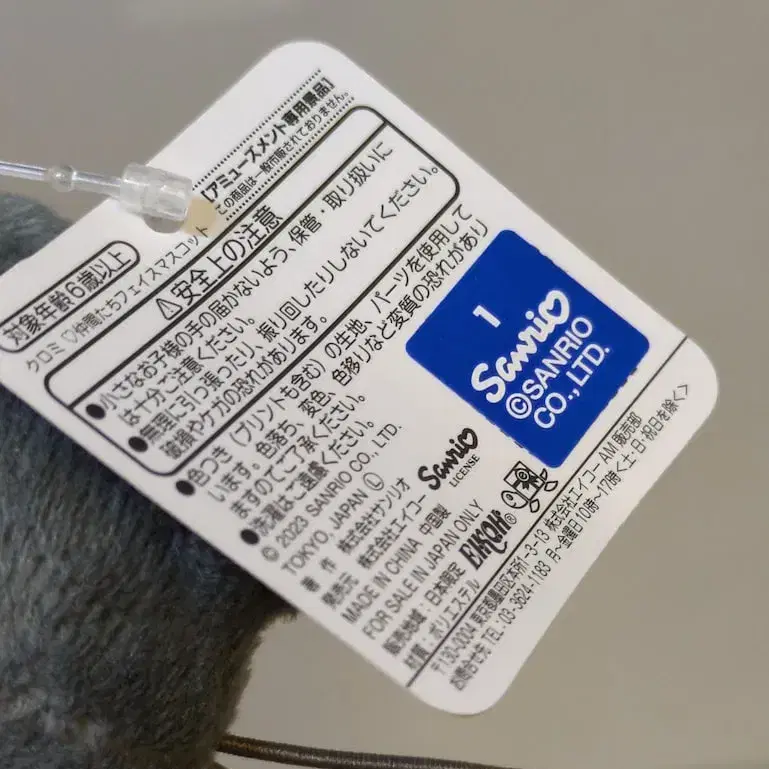 【アミューズメント専用景品】
この商品は一般市販されておりません。
対象年齢6歳以上
クロミ♡仲間たちフェイスマスコット
⚠安全上の注意
●小さなお子様の手の届かないよう、保管・取り扱いに
は十分ご注意ください。
●無理に引っ張ったり、振り回したりしないでください。
破損やケガの恐れがあります。
●色つき(プリントも含む)の生地、パーツを使用して
います。色落ち、変色、色移りなど変質の恐れがあり
ますのでご了承ください。
●洗濯はご遠慮ください。
© 2023 SANRIO CO., LTD.
TOKYO, JAPAN Ⓛ
著 作 株式会社サンリオ
発売元 株式会社エイコー
MADE IN CHINA 中国製
FOR SALE IN JAPAN ONLY
販売地域:日本限定
材質:ポリエステル
Sanrio
LICENSE
EIKOH®
1
Sanrio
©SANRIO
CO.,LTD.
〒130-0004 東京都墨田区本所1-3-13 株式会社エイコー AM販売部
お問合せ先 TEL:03-3624-1183 月~金曜日10時~17時<土・日・祝日を除く>